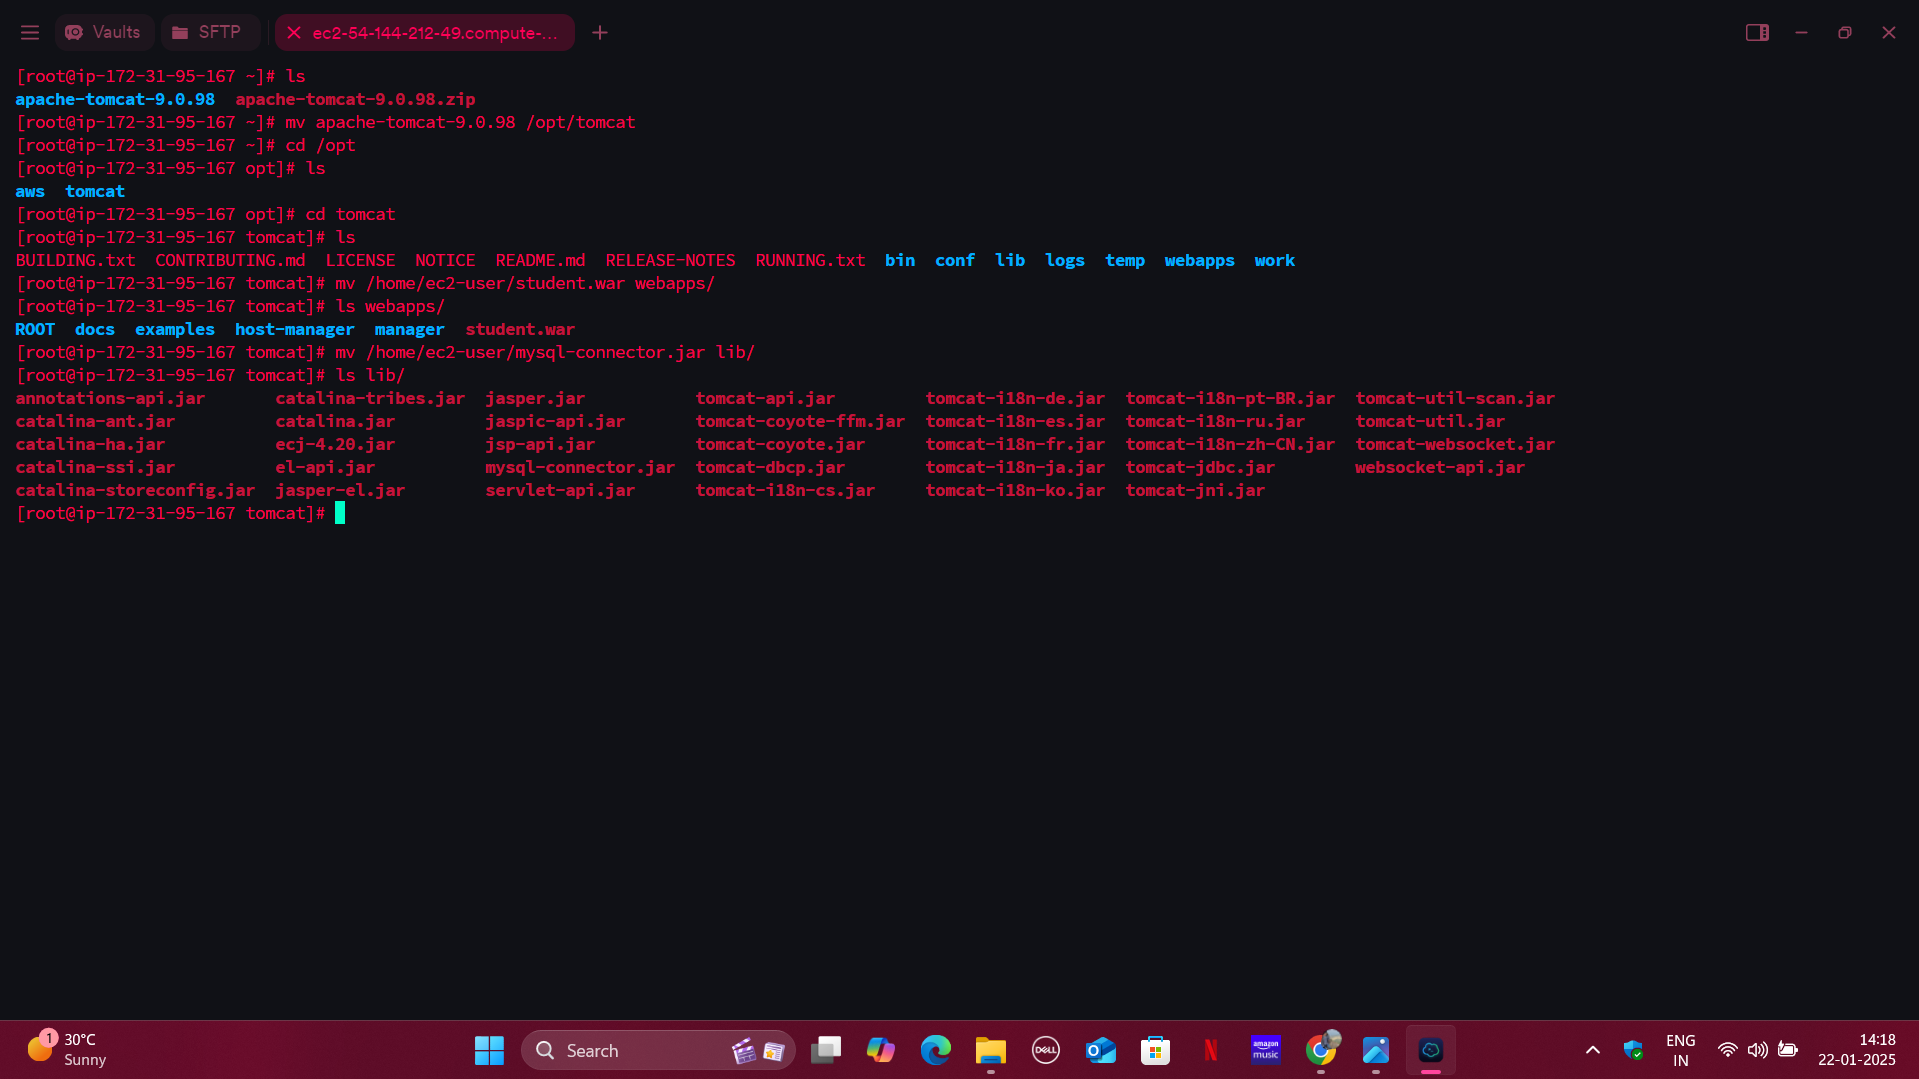 Vaults SFTP ec2-54-144-212-49.compute-...
[root@ip-172-31-95-167 ~]# ls
apache-tomcat-9.0.98  apache-tomcat-9.0.98.zip
[root@ip-172-31-95-167 ~]# mv apache-tomcat-9.0.98 /opt/tomcat
[root@ip-172-31-95-167 ~]# cd /opt
[root@ip-172-31-95-167 opt]# ls
aws  tomcat
[root@ip-172-31-95-167 opt]# cd tomcat
[root@ip-172-31-95-167 tomcat]# ls
BUILDING.txt  CONTRIBUTING.md  LICENSE  NOTICE  README.md  RELEASE-NOTES  RUNNING.txt  bin  conf  lib  logs  temp  webapps  work
[root@ip-172-31-95-167 tomcat]# mv /home/ec2-user/student.war webapps/
[root@ip-172-31-95-167 tomcat]# ls webapps/
ROOT  docs  examples  host-manager  manager  student.war
[root@ip-172-31-95-167 tomcat]# mv /home/ec2-user/mysql-connector.jar lib/
[root@ip-172-31-95-167 tomcat]# ls lib/
annotations-api.jar  catalina-tribes.jar  jasper.jar  tomcat-api.jar  tomcat-i18n-de.jar  tomcat-i18n-pt-BR.jar  tomcat-util-scan.jar
catalina-ant.jar  catalina.jar  jaspic-api.jar  tomcat-coyote-ffm.jar  tomcat-i18n-es.jar  tomcat-i18n-ru.jar  tomcat-util.jar
catalina-ha.jar  ecj-4.20.jar  jsp-api.jar  tomcat-coyote.jar  tomcat-i18n-fr.jar  tomcat-i18n-zh-CN.jar  tomcat-websocket.jar
catalina-ssi.jar  el-api.jar  mysql-connector.jar  tomcat-dbcp.jar  tomcat-i18n-ja.jar  tomcat-jdbc.jar  websocket-api.jar
catalina-storeconfig.jar  jasper-el.jar  servlet-api.jar  tomcat-i18n-cs.jar  tomcat-i18n-ko.jar  tomcat-jni.jar
[root@ip-172-31-95-167 tomcat]#
1 30°C
Sunny
Search
DELL
amazon music
ENG
IN
14:18
22-01-2025